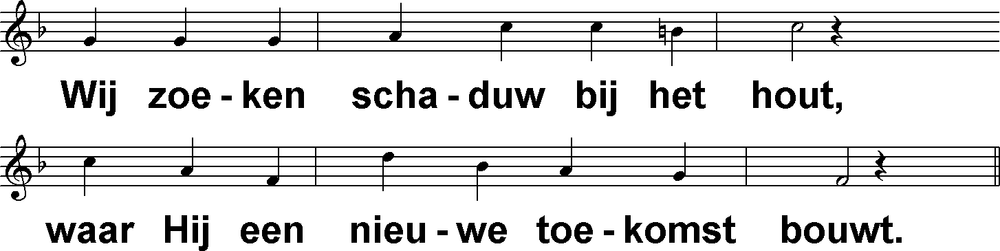 Wij zoe - ken scha - duw bij het hout,
waar Hij een nieu - we toe - komst bouwt.